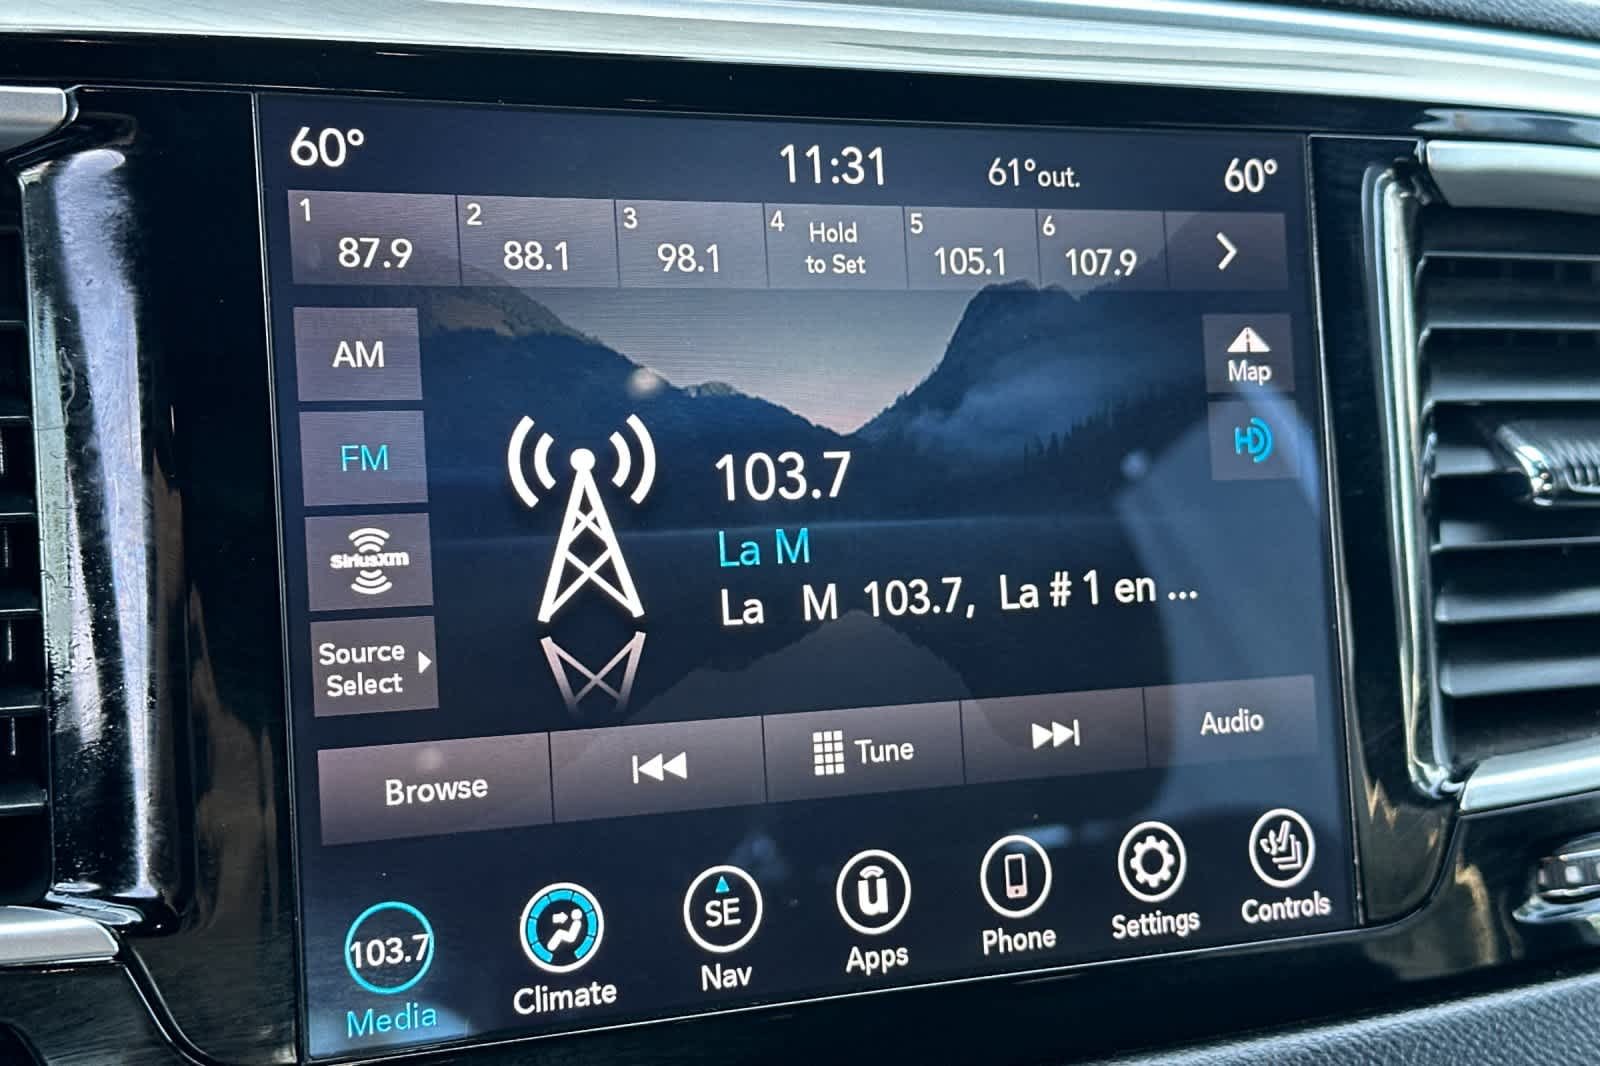 60° 11:31 61°out. 60°
1 2 3 4 5 6
87.9 88.1 98.1 Hold to Set 105.1 107.9
AM
Map
FM
HD
103.7
SiriusXM
La M
La M 103.7, La # 1 en ...
Source
Select
Browse Tune Audio
103.7 SE
Media Climate Nav Apps Phone Settings Controls